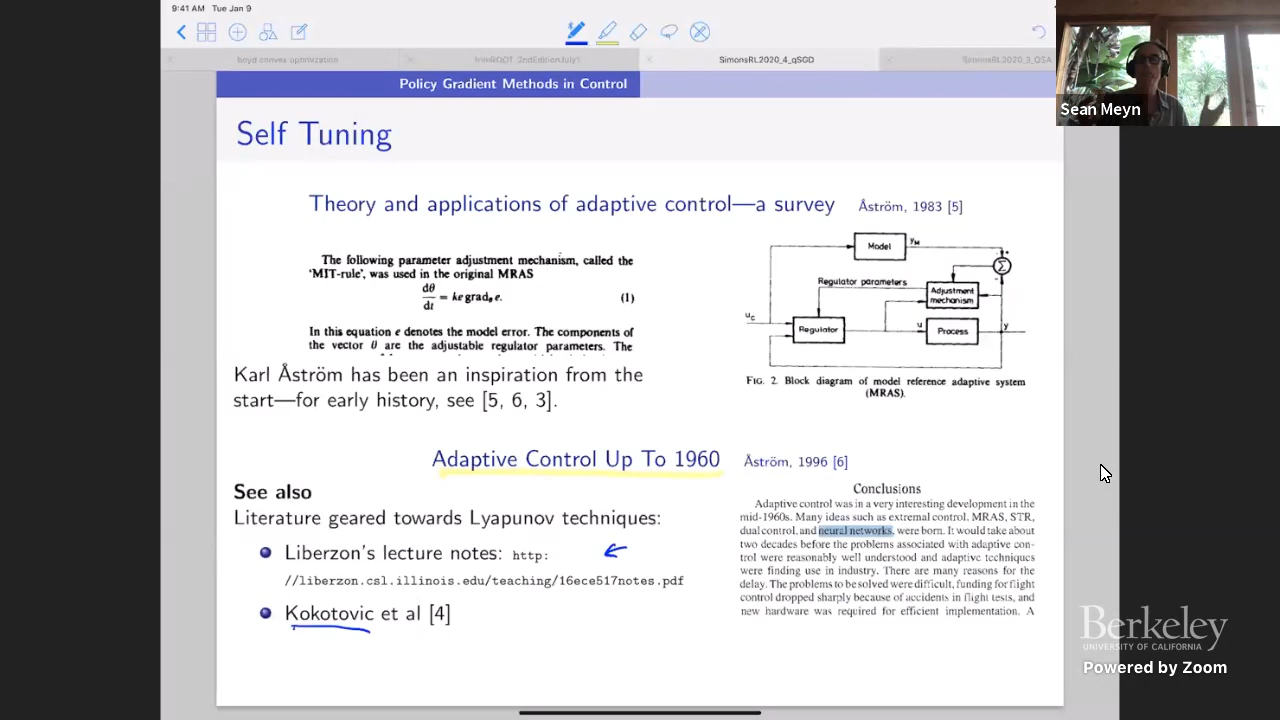 9:41 AM Tue Jan 9
boyd convex optimization
SimonsRL2020_4_qSGD
SimonsRL2020_3_QSA
Policy Gradient Methods in Control
Sean Meyn
Self Tuning
Theory and applications of adaptive control—a survey Åström, 1983 [5]
The following parameter adjustment mechanism, called the
'MIT-rule', was used in the original MRAS
dθ/dt = ke grad_θ e. (1)
In this equation e denotes the model error. The components of
the vector θ are the adjustable regulator parameters. The
Model
y_M
Σ
Regulator parameters
Adjustment
mechanism
u_c
Regulator
u
Process
y
FIG. 2. Block diagram of model reference adaptive system
(MRAS).
Karl Åström has been an inspiration from the
start—for early history, see [5, 6, 3].
Adaptive Control Up To 1960 Åström, 1996 [6]
See also
Literature geared towards Lyapunov techniques:
Liberzon's lecture notes: http:
//liberzon.csl.illinois.edu/teaching/16ece517notes.pdf
Kokotovic et al [4]
Conclusions
Adaptive control was in a very interesting development in the
mid-1960s. Many ideas such as extremal control, MRAS, STR,
dual control, and neural networks, were born. It would take about
two decades before the problems associated with adaptive con-
trol were reasonably well understood and adaptive techniques
were finding use in industry. There are many reasons for the
delay. The problems to be solved were difficult, funding for flight
control dropped sharply because of accidents in flight tests, and
new hardware was required for efficient implementation. A
Berkeley
UNIVERSITY OF CALIFORNIA
Powered by Zoom